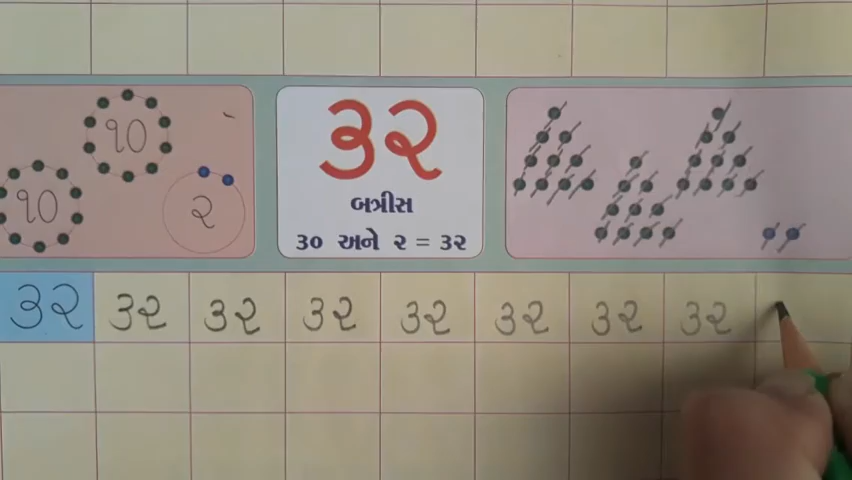 ૧૦
૧૦
૨
૩૨
બત્રીસ
૩૦ અને ૨ = ૩૨
૩૨ ૩૨ ૩૨ ૩૨ ૩૨ ૩૨ ૩૨ ૩૨